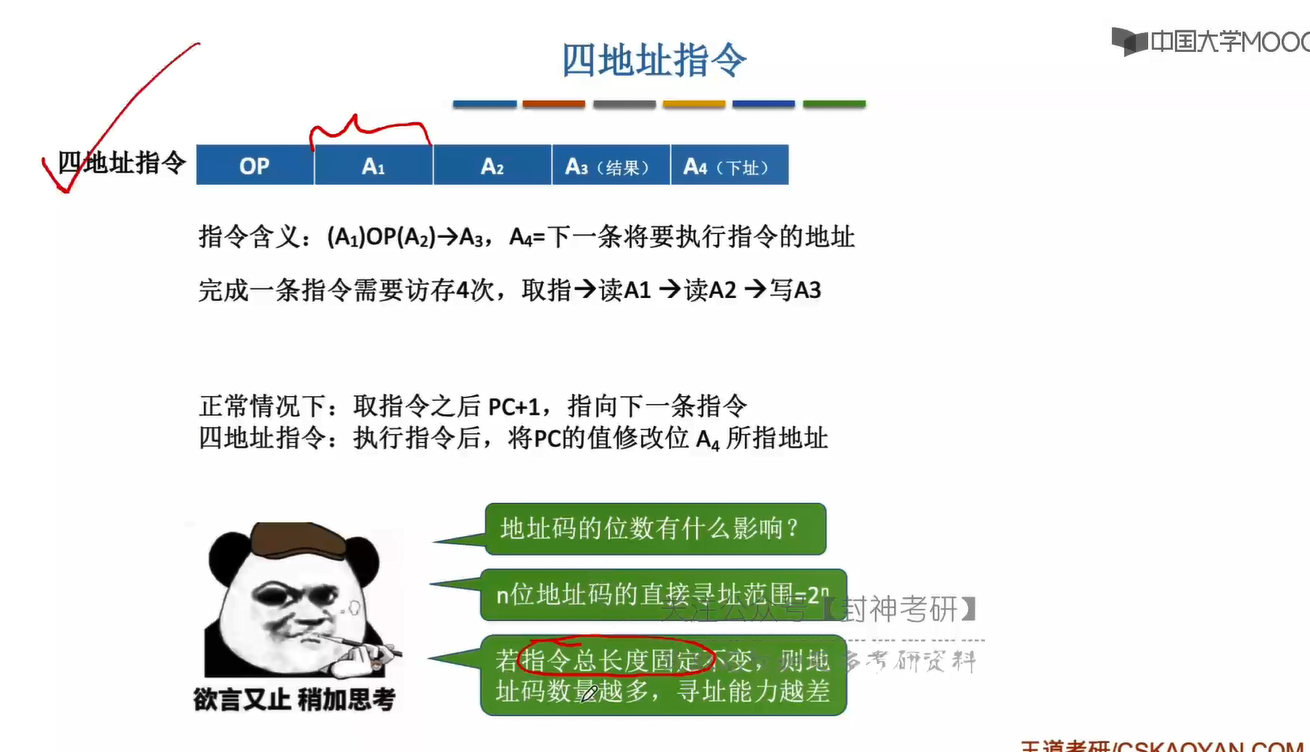 四地址指令
中国大学MOOC
四地址指令 OP A₁ A₂ A₃（结果） A₄（下址）
指令含义：(A₁)OP(A₂)→A₃，A₄=下一条将要执行指令的地址
完成一条指令需要访存4次，取指→读A1 →读A2 →写A3
正常情况下：取指令之后 PC+1，指向下一条指令
四地址指令：执行指令后，将PC的值修改位 A₄ 所指地址
地址码的位数有什么影响？
n位地址码的直接寻址范围=2ⁿ
关注公众号【封神考研】
若指令总长度固定不变，则地
址码数量越多，寻址能力越差
多考研资料
欲言又止 稍加思考
王道考研/CSKAOYAN.COM